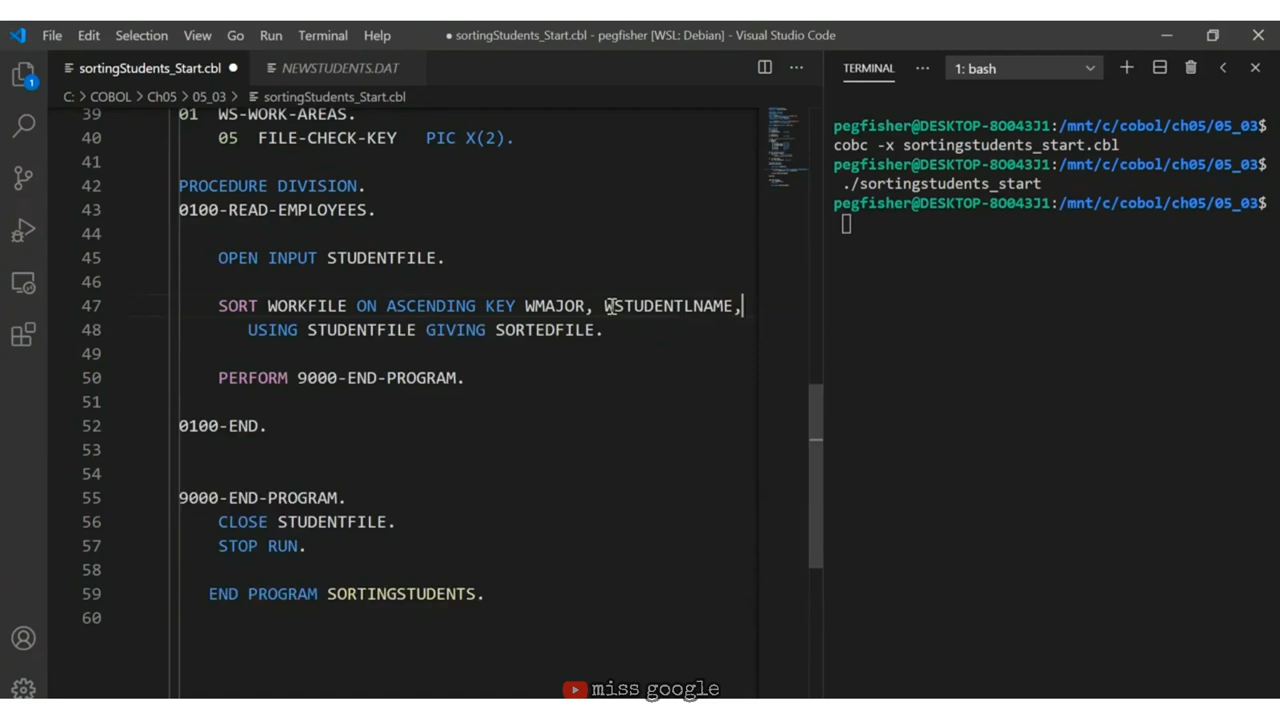 File Edit Selection View Go Run Terminal Help ● sortingStudents_Start.cbl - pegfisher [WSL: Debian] - Visual Studio Code
sortingStudents_Start.cbl ● NEWSTUDENTS.DAT
C: > COBOL > Ch05 > 05_03 > sortingStudents_Start.cbl
39 01 WS-WORK-AREAS.
40 05 FILE-CHECK-KEY PIC X(2).
41
42 PROCEDURE DIVISION.
43 0100-READ-EMPLOYEES.
44
45 OPEN INPUT STUDENTFILE.
46
47 SORT WORKFILE ON ASCENDING KEY WMAJOR, WSTUDENTLNAME,
48 USING STUDENTFILE GIVING SORTEDFILE.
49
50 PERFORM 9000-END-PROGRAM.
51
52 0100-END.
53
54
55 9000-END-PROGRAM.
56 CLOSE STUDENTFILE.
57 STOP RUN.
58
59 END PROGRAM SORTINGSTUDENTS.
60
1
TERMINAL ··· 1: bash
pegfisher@DESKTOP-8O043J1:/mnt/c/cobol/ch05/05_03$
cobc -x sortingstudents_start.cbl
pegfisher@DESKTOP-8O043J1:/mnt/c/cobol/ch05/05_03$
./sortingstudents_start
pegfisher@DESKTOP-8O043J1:/mnt/c/cobol/ch05/05_03$
miss google